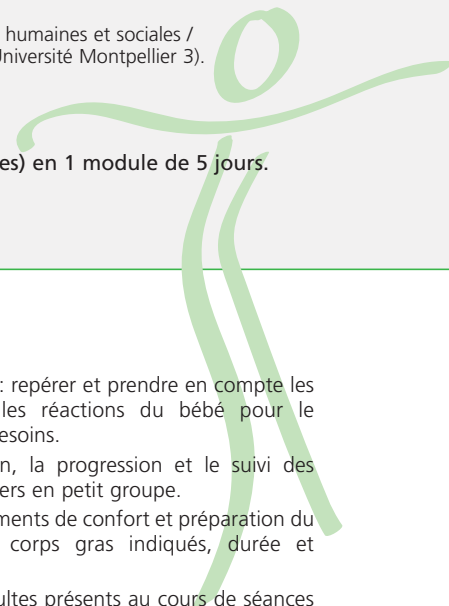 humaines et sociales /
Université Montpellier 3).
es) en 1 module de 5 jours.
: repérer et prendre en compte les
les réactions du bébé pour le
esoins.
n, la progression et le suivi des
ers en petit groupe.
ments de confort et préparation du
corps gras indiqués, durée et
ultes présents au cours de séances